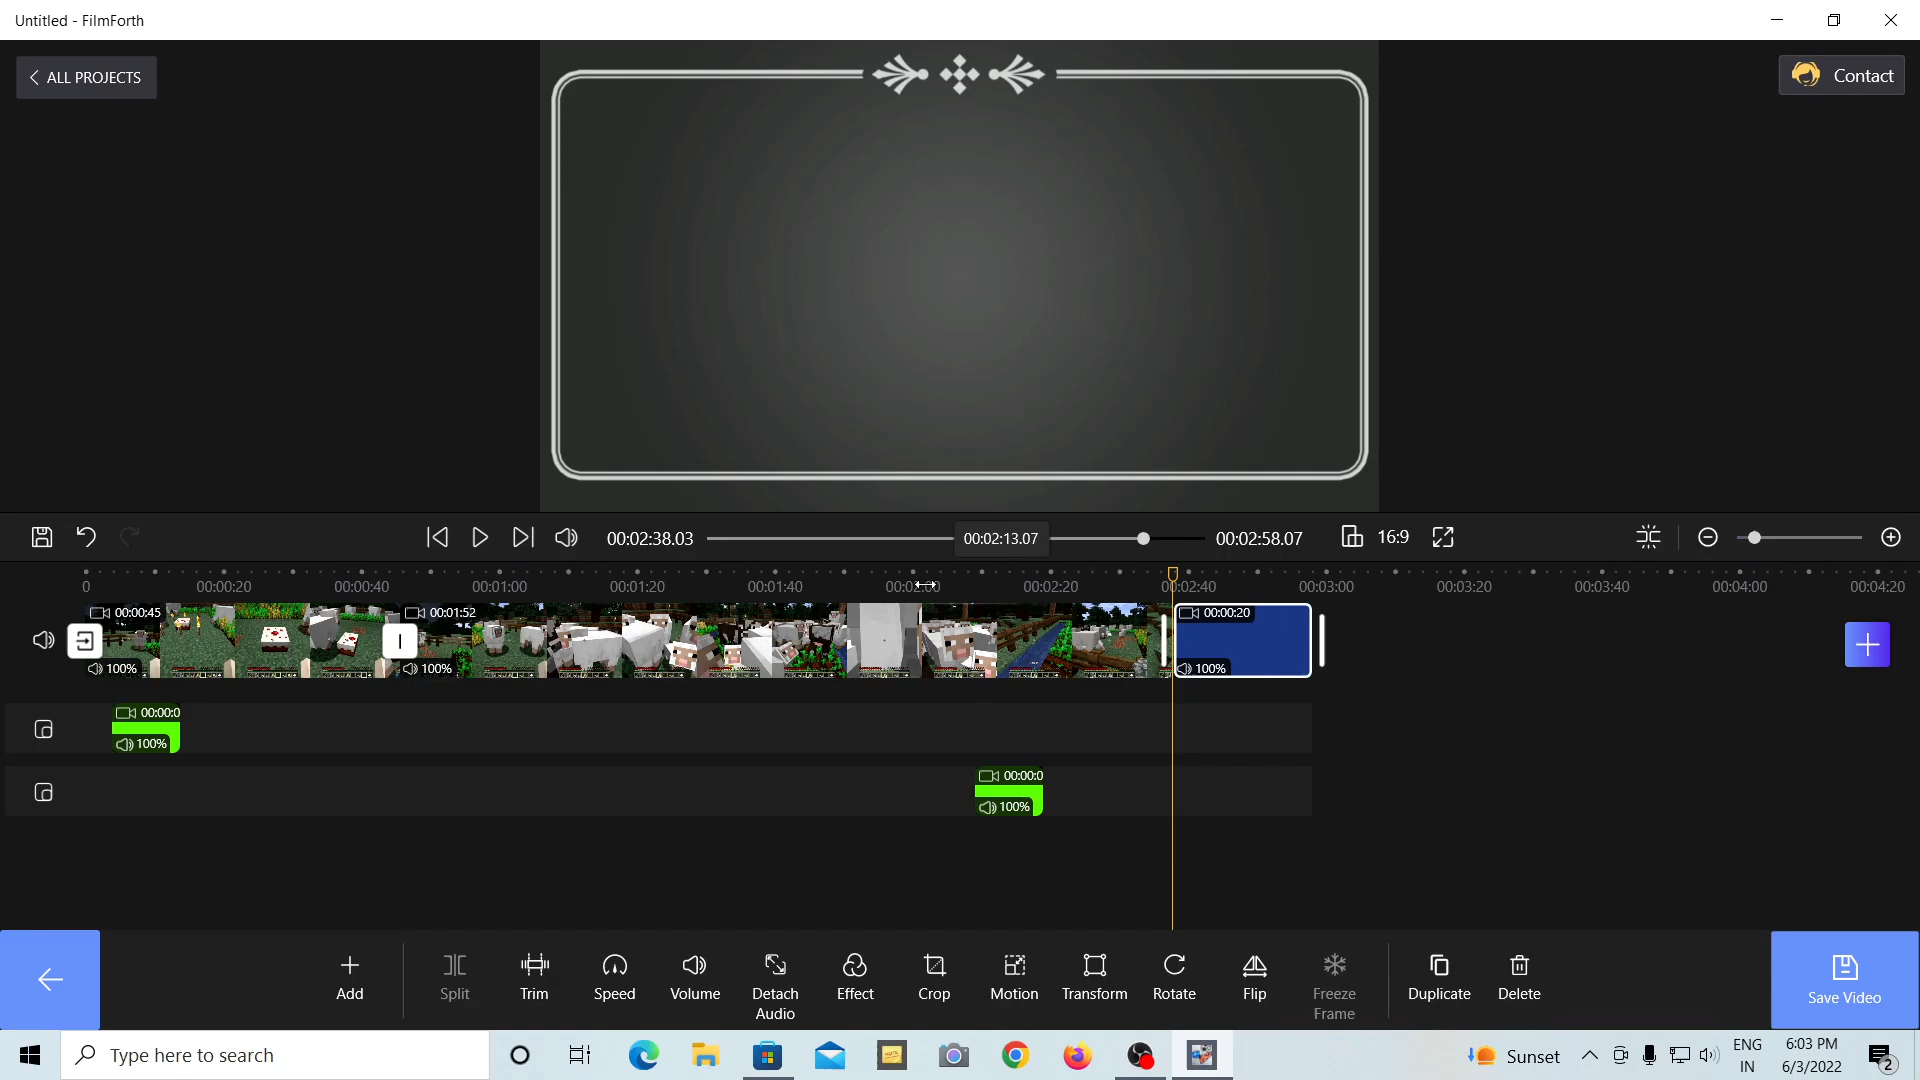 Untitled - FilmForth
ALL PROJECTS
Contact
00:02:38.03
00:02:13.07
00:02:58.07
16:9
0
00:00:20
00:00:40
00:01:00
00:01:20
00:01:40
00:02:00
00:02:20
00:02:40
00:03:00
00:03:20
00:03:40
00:04:00
00:04:20
00:00:45
00:01:52
00:00:20
100%
100%
100%
00:00:0
100%
00:00:0
100%
Add
Split
Trim
Speed
Volume
Detach
Audio
Effect
Crop
Motion
Transform
Rotate
Flip
Freeze
Frame
Duplicate
Delete
Save Video
Type here to search
Sunset
ENG
IN
6:03 PM
6/3/2022
2